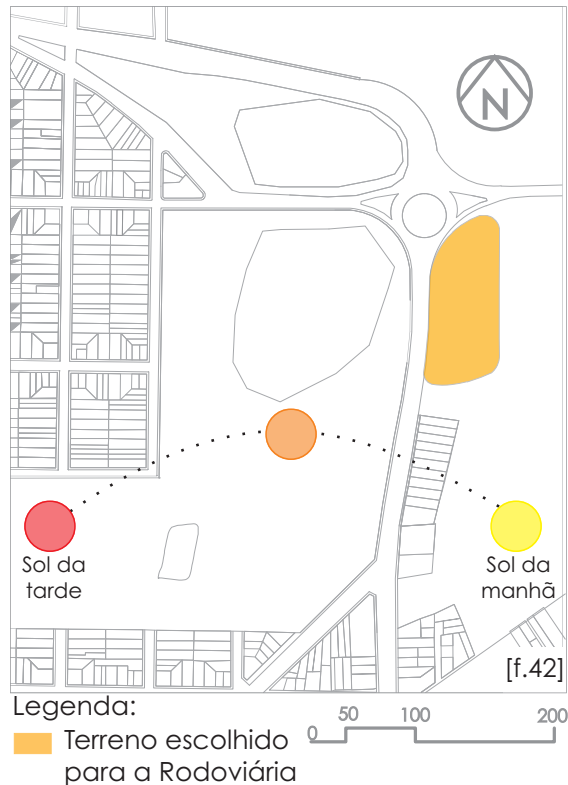 N
Sol da
tarde
Sol da
manhã
[f.42]
Legenda:
Terreno escolhido
para a Rodoviária
0 50 100 200